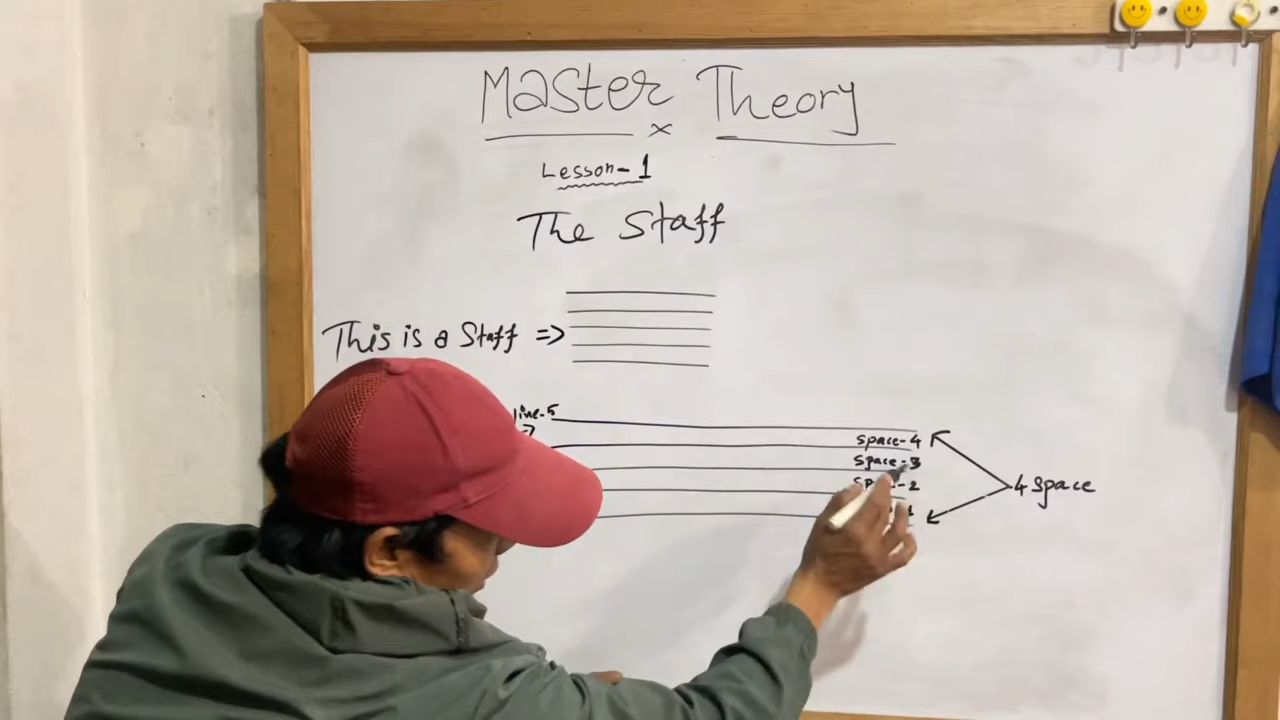 Master Theory
Lesson-1
The Staff
This is a Staff =>
line-5
Space-4
Space-3
4 Space